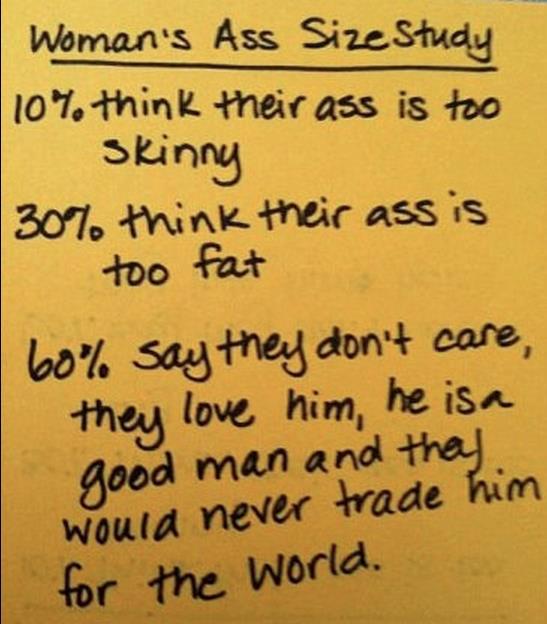 Woman's Ass Size Study
10% think their ass is too
skinny
30% think their ass is
too fat
60% say they don't care,
they love him, he is a
good man and they
would never trade him
for the world.